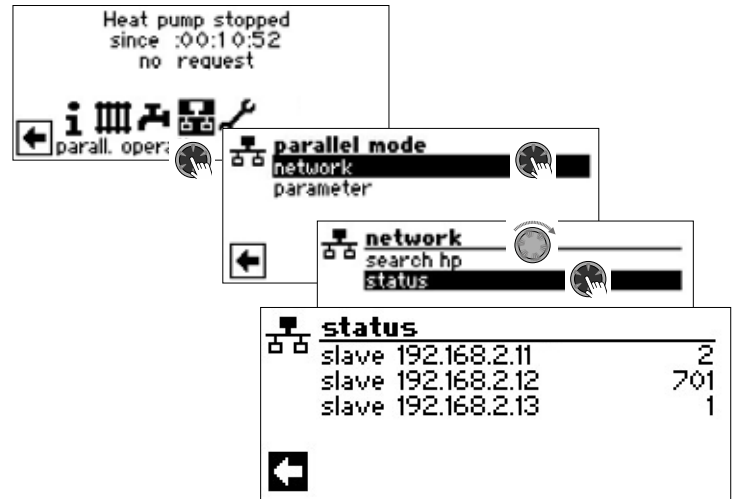 Heat pump stopped
since :00:10:52
no request
parall. opera
parallel mode
network
parameter
network
search hp
status
status
slave 192.168.2.11 2
slave 192.168.2.12 701
slave 192.168.2.13 1